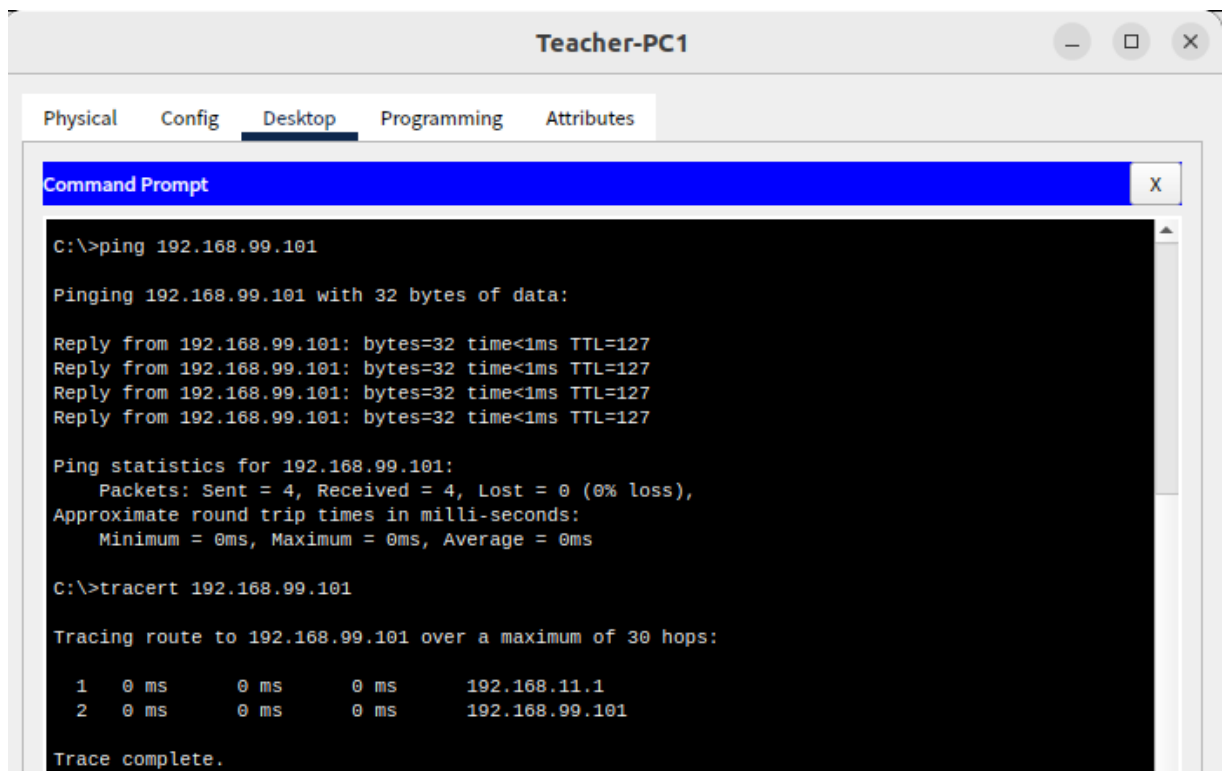 Teacher-PC1
Physical Config Desktop Programming Attributes
Command Prompt X
C:\>ping 192.168.99.101
Pinging 192.168.99.101 with 32 bytes of data:
Reply from 192.168.99.101: bytes=32 time<1ms TTL=127
Reply from 192.168.99.101: bytes=32 time<1ms TTL=127
Reply from 192.168.99.101: bytes=32 time<1ms TTL=127
Reply from 192.168.99.101: bytes=32 time<1ms TTL=127
Ping statistics for 192.168.99.101:
Packets: Sent = 4, Received = 4, Lost = 0 (0% loss),
Approximate round trip times in milli-seconds:
Minimum = 0ms, Maximum = 0ms, Average = 0ms
C:\>tracert 192.168.99.101
Tracing route to 192.168.99.101 over a maximum of 30 hops:
1 0 ms 0 ms 0 ms 192.168.11.1
2 0 ms 0 ms 0 ms 192.168.99.101
Trace complete.